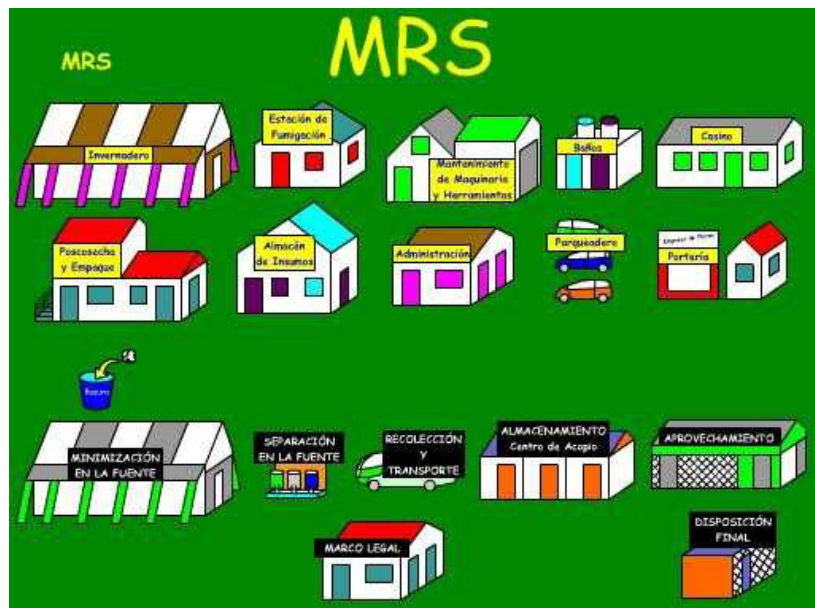 MRS
MRS
Invernadero
Estación de
Fumigación
Mantenimiento
de Maquinaria
y Herramientas
Baños
Casino
Poscosecha
y Empaque
Almacén
de Insumos
Administración
Parqueadero
Portería
Basura
MINIMIZACIÓN
EN LA FUENTE
SEPARACIÓN
EN LA FUENTE
RECOLECCIÓN
Y
TRANSPORTE
ALMACENAMIENTO
Centro de Acopio
APROVECHAMIENTO
MARCO LEGAL
DISPOSICIÓN
FINAL